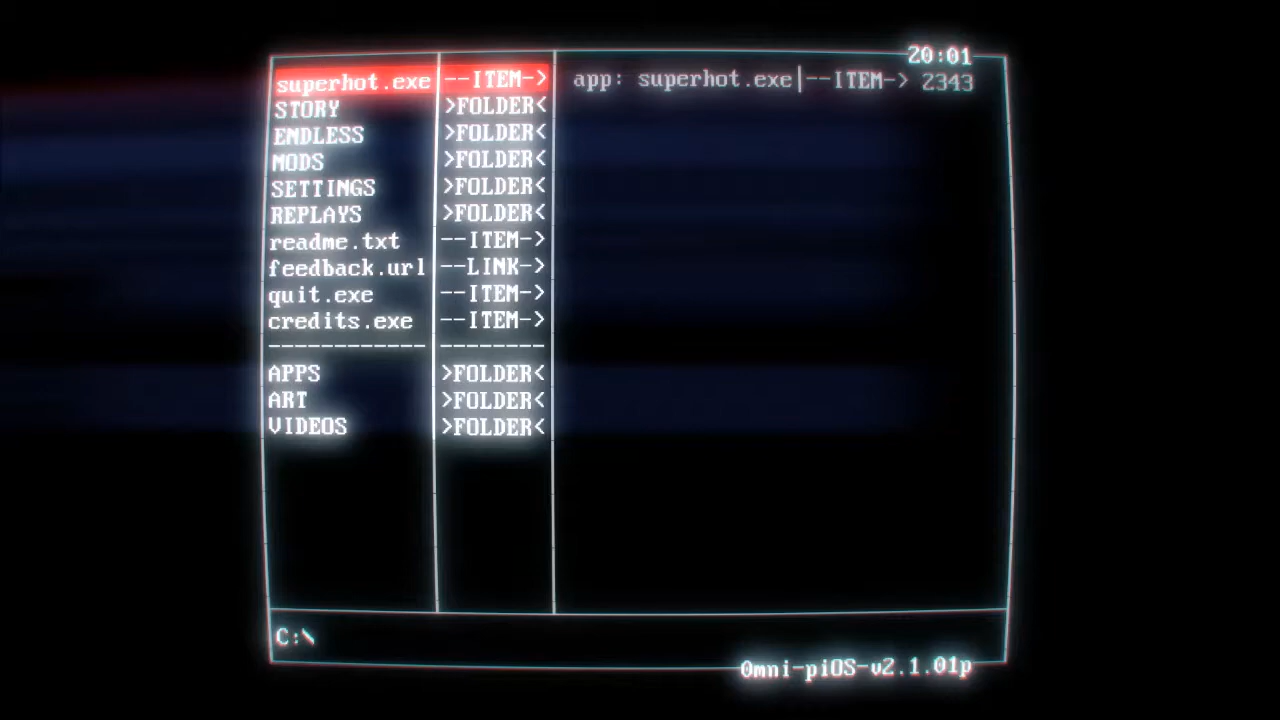 20:01
superhot.exe --ITEM-> app: superhot.exe|--ITEM-> 2343
STORY >FOLDER<
ENDLESS >FOLDER<
MODS >FOLDER<
SETTINGS >FOLDER<
REPLAYS >FOLDER<
readme.txt --ITEM->
feedback.url --LINK->
quit.exe --ITEM->
credits.exe --ITEM->
------------ --------
APPS >FOLDER<
ART >FOLDER<
VIDEOS >FOLDER<
C:\
Omni-piOS-v2.1.01p